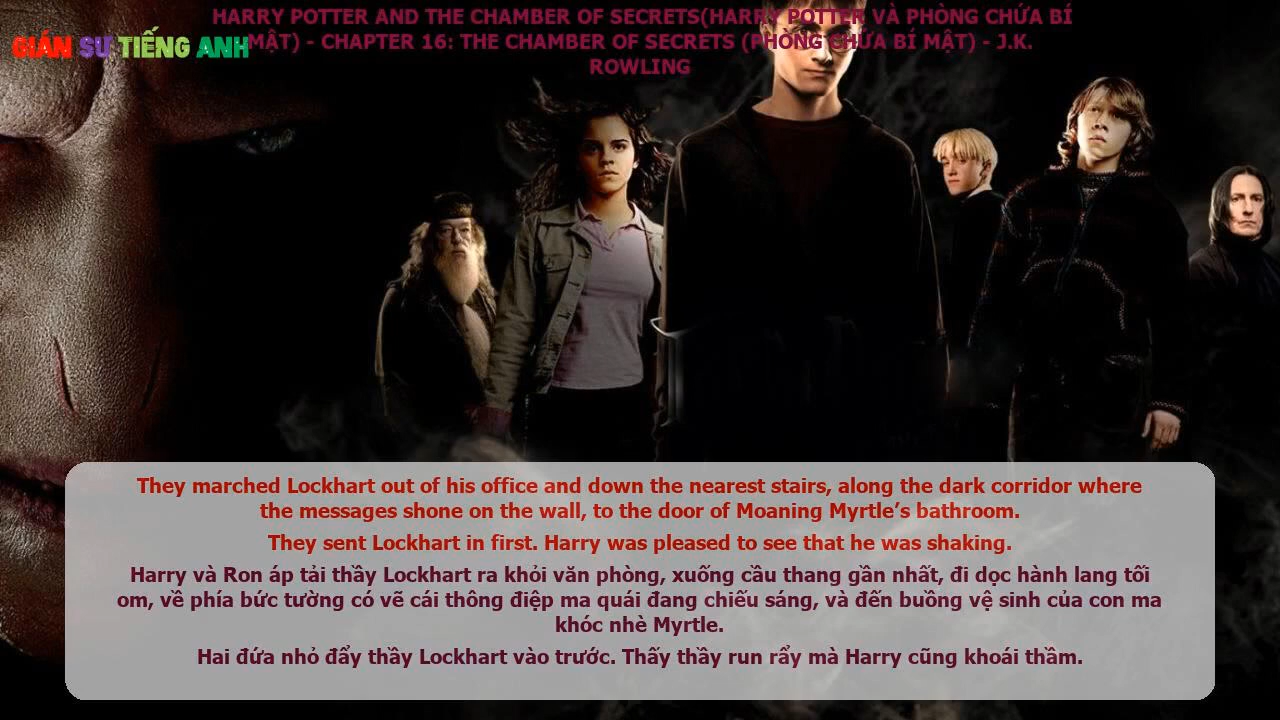 HARRY POTTER AND THE CHAMBER OF SECRETS(HARRY POTTER VÀ PHÒNG CHỨA BÍ
MẬT) - CHAPTER 16: THE CHAMBER OF SECRETS (PHÒNG CHỨA BÍ MẬT) - J.K.
ROWLING
GIÁN SƯ TIẾNG ANH
They marched Lockhart out of his office and down the nearest stairs, along the dark corridor where
the messages shone on the wall, to the door of Moaning Myrtle’s bathroom.
They sent Lockhart in first. Harry was pleased to see that he was shaking.
Harry và Ron áp tải thầy Lockhart ra khỏi văn phòng, xuống cầu thang gần nhất, đi dọc hành lang tối
om, về phía bức tường có vẽ cái thông điệp ma quái đang chiếu sáng, và đến buồng vệ sinh của con ma
khóc nhè Myrtle.
Hai đứa nhỏ đẩy thầy Lockhart vào trước. Thấy thầy run rẩy mà Harry cũng khoái thầm.